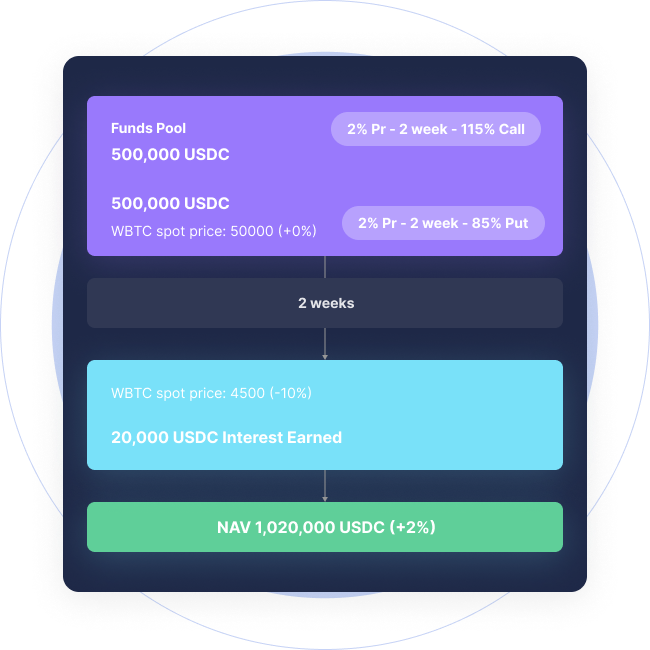 Funds Pool
2% Pr - 2 week - 115% Call
500,000 USDC
500,000 USDC
2% Pr - 2 week - 85% Put
WBTC spot price: 50000 (+0%)
2 weeks
WBTC spot price: 4500 (-10%)
20,000 USDC Interest Earned
NAV 1,020,000 USDC (+2%)